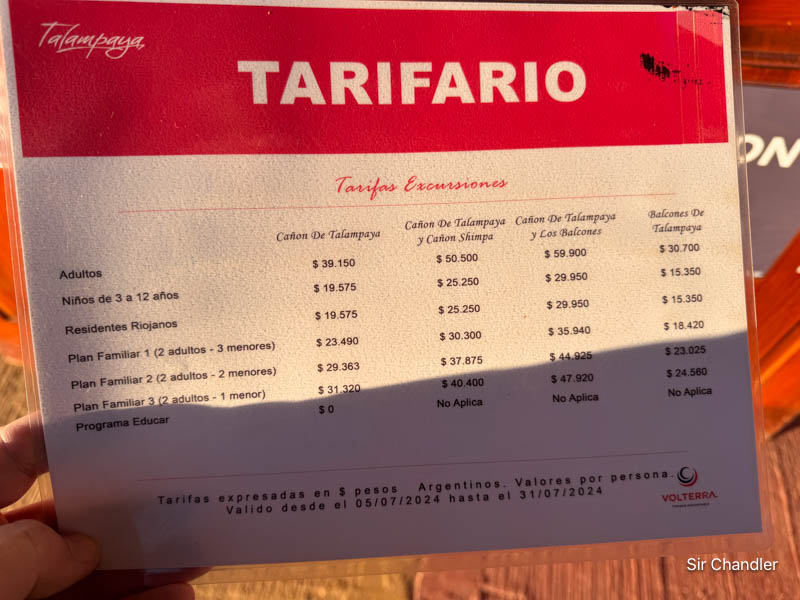 Talampaya
TARIFARIO
ON
Tarifas Excursiones
Cañon De Talampaya
Cañon De Talampaya
y Cañon Shimpa
Cañon De Talampaya
y Los Balcones
Balcones De
Talampaya
Adultos $ 39.150 $ 50.500 $ 59.900 $ 30.700
Niños de 3 a 12 años $ 19.575 $ 25.250 $ 29.950 $ 15.350
Residentes Riojanos $ 19.575 $ 25.250 $ 29.950 $ 15.350
Plan Familiar 1 (2 adultos - 3 menores) $ 23.490 $ 30.300 $ 35.940 $ 18.420
Plan Familiar 2 (2 adultos - 2 menores) $ 29.363 $ 37.875 $ 44.925 $ 23.025
Plan Familiar 3 (2 adultos - 1 menor) $ 31.320 $ 40.400 $ 47.920 $ 24.560
Programa Educar $ 0 No Aplica No Aplica No Aplica
Tarifas expresadas en $ pesos Argentinos. Valores por persona.
Valido desde el 05/07/2024 hasta el 31/07/2024
VOLTERRA
Sir Chandler